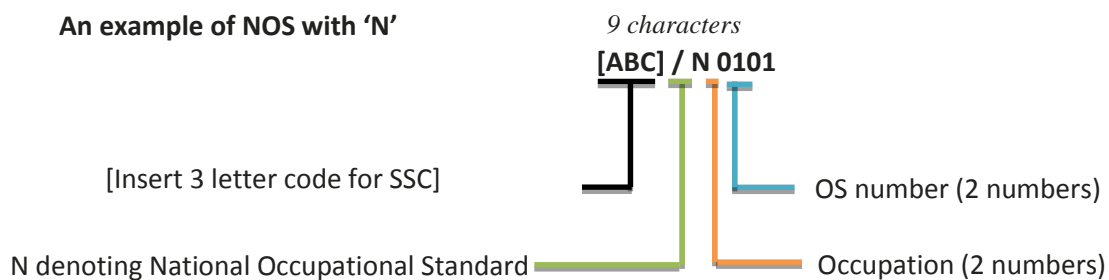 An example of NOS with ‘N’
9 characters
[ABC] / N 0101
[Insert 3 letter code for SSC]
OS number (2 numbers)
N denoting National Occupational Standard
Occupation (2 numbers)